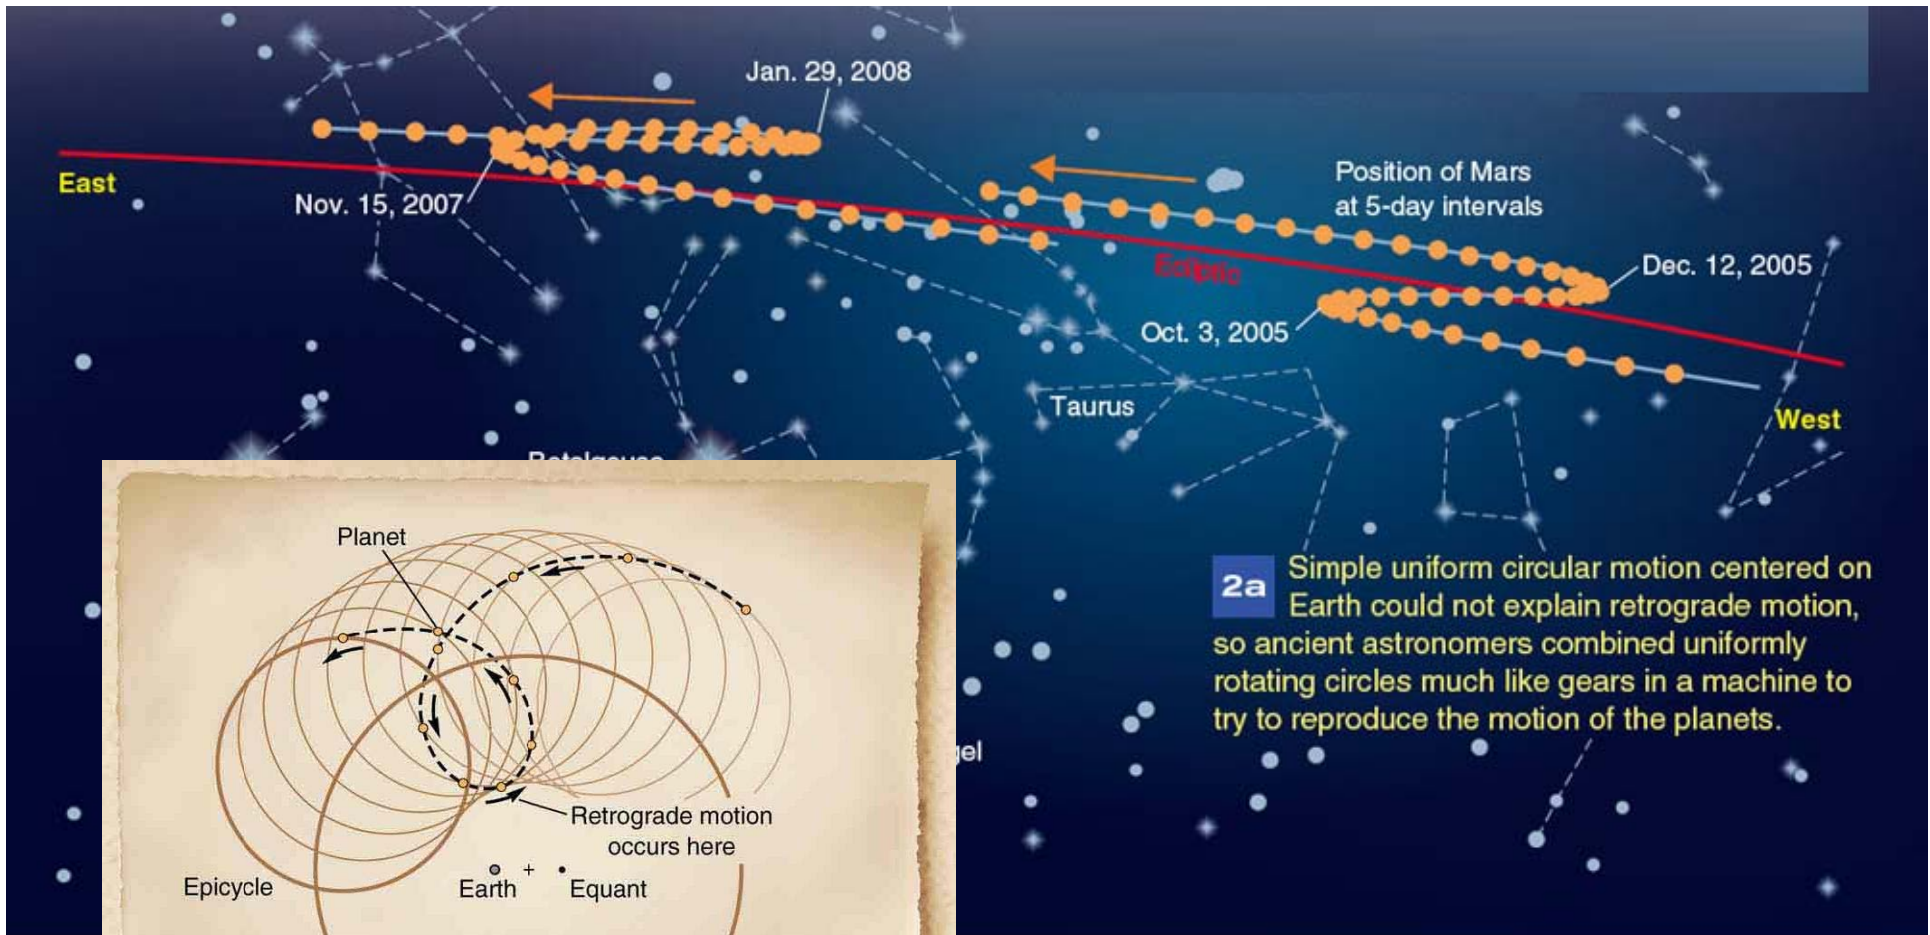 Jan. 29, 2008
East
Nov. 15, 2007
Position of Mars
at 5-day intervals
Ecliptic
Dec. 12, 2005
Oct. 3, 2005
Taurus
West
Planet
Retrograde motion
occurs here
Epicycle
Earth
+
Equant
2a Simple uniform circular motion centered on
Earth could not explain retrograde motion,
so ancient astronomers combined uniformly
rotating circles much like gears in a machine to
try to reproduce the motion of the planets.
gel